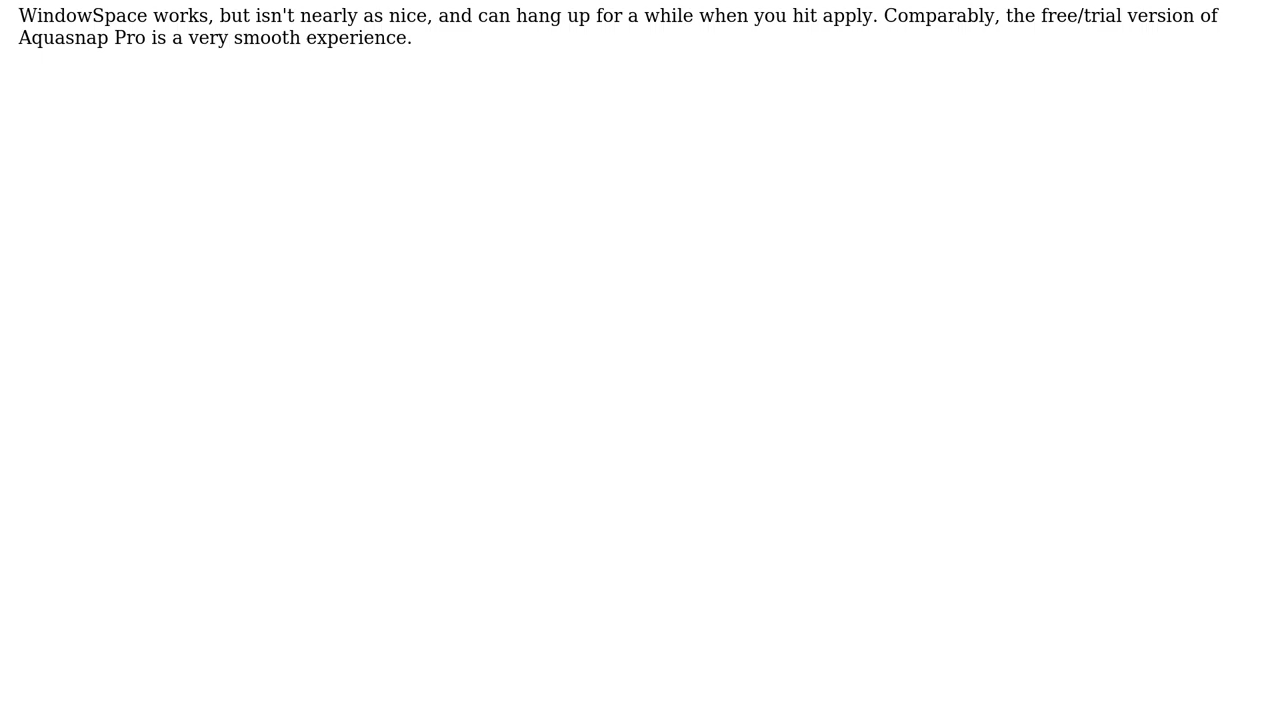 WindowSpace works, but isn't nearly as nice, and can hang up for a while when you hit apply. Comparably, the free/trial version of
Aquasnap Pro is a very smooth experience.